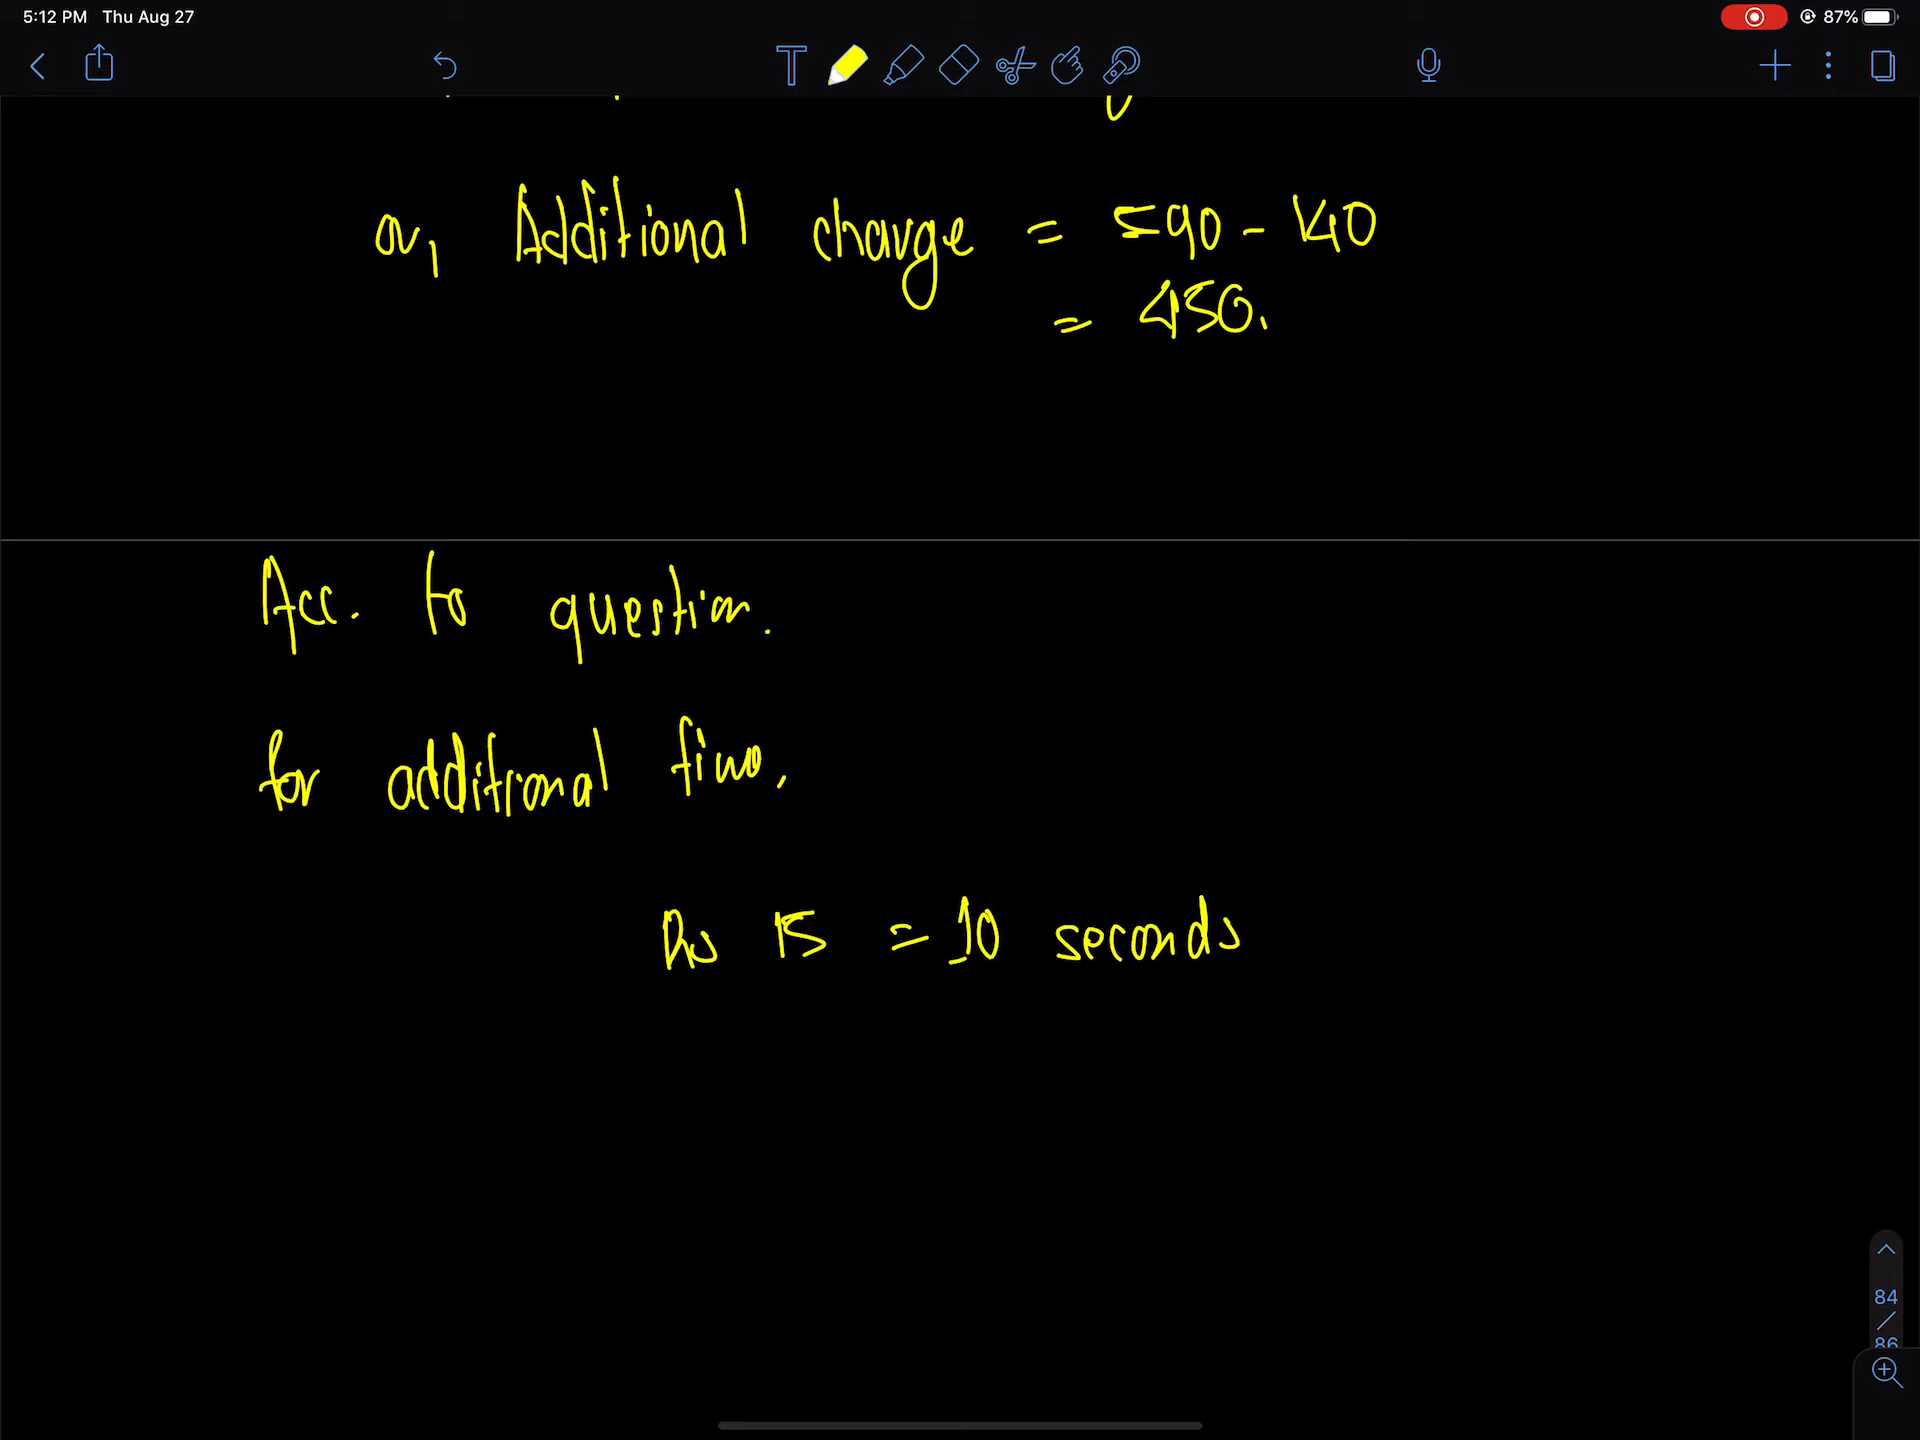 5:12 PM Thu Aug 27
87%
or, Additional charge = 590 - 140
= 450.
Acc. to question.
for additional time,
Rs 15 = 10 seconds
84
/
86